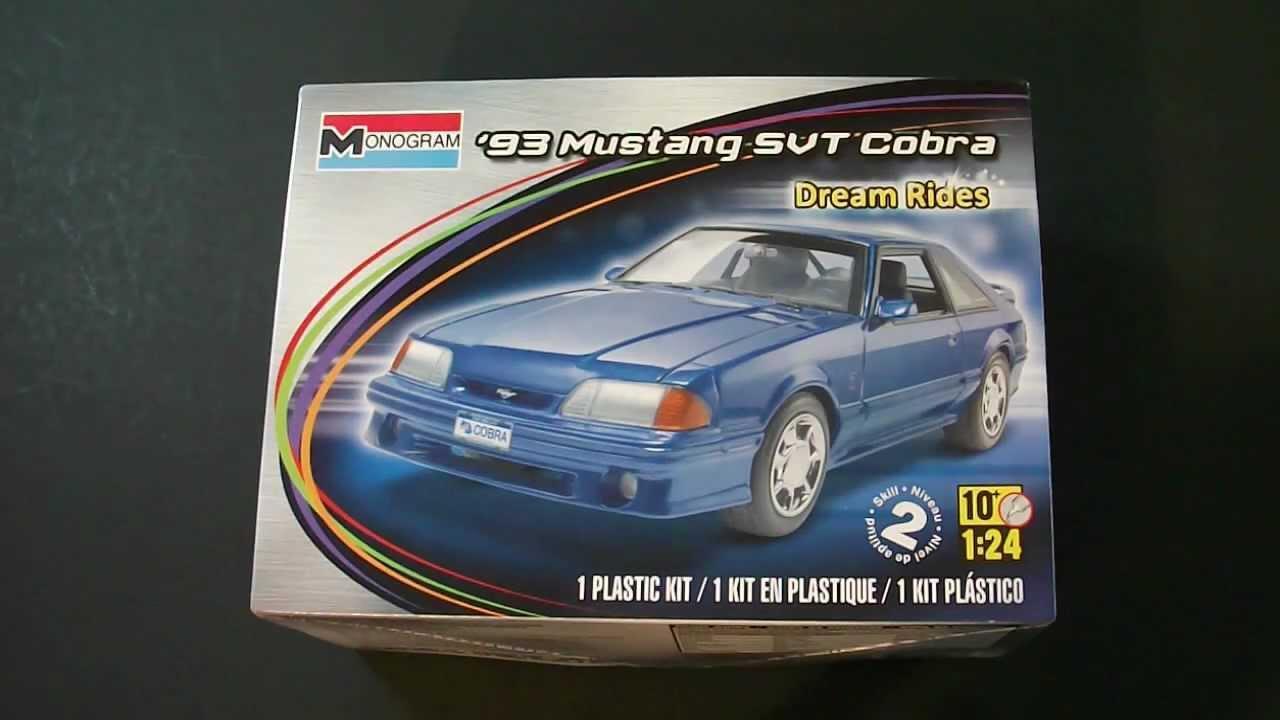 MONOGRAM
'93 Mustang SVT Cobra
Dream Rides
COBRA
Skill • Niveau • Nivel de aptitud •
2
10+
1:24
1 PLASTIC KIT / 1 KIT EN PLASTIQUE / 1 KIT PLÁSTICO